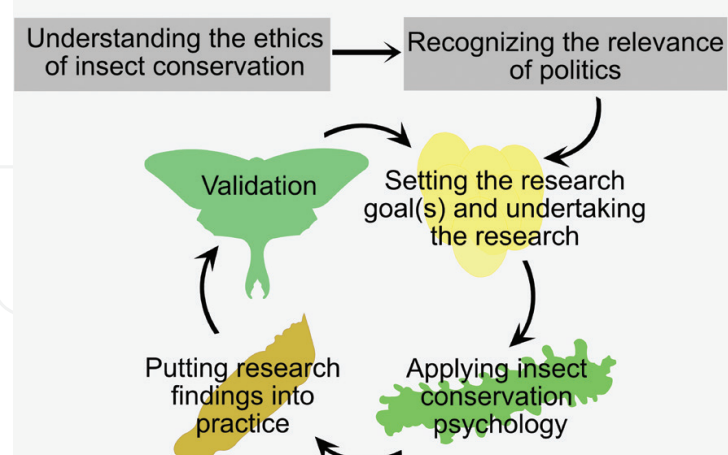 Understanding the ethics
of insect conservation
Recognizing the relevance
of politics
Validation
Setting the research
goal(s) and undertaking
the research
Putting research
findings into
practice
Applying insect
conservation
psychology